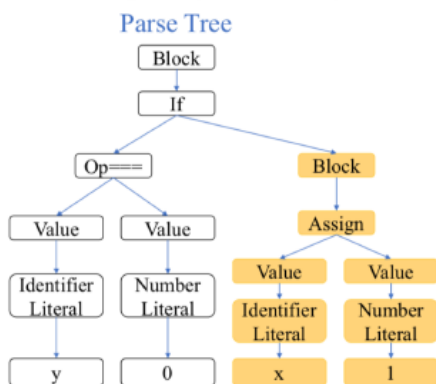 Parse Tree
Block
If
Op===
Block
Assign
Value
Value
Value
Value
Identifier
Literal
Number
Literal
Identifier
Literal
Number
Literal
y
0
x
1